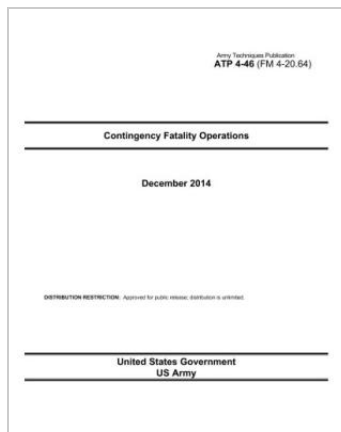 Army Techniques Publication
ATP 4-46 (FM 4-20.64)
Contingency Fatality Operations
December 2014
DISTRIBUTION RESTRICTION: Approved for public release; distribution is unlimited.
United States Government
US Army